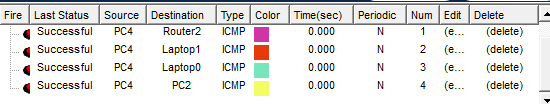 Fire Last Status Source Destination Type Color Time(sec) Periodic Num Edit Delete
Successful PC4 Router2 ICMP 0.000 N 1 (e... (delete)
Successful PC4 Laptop1 ICMP 0.000 N 2 (e... (delete)
Successful PC4 Laptop0 ICMP 0.000 N 3 (e... (delete)
Successful PC4 PC2 ICMP 0.000 N 4 (e... (delete)